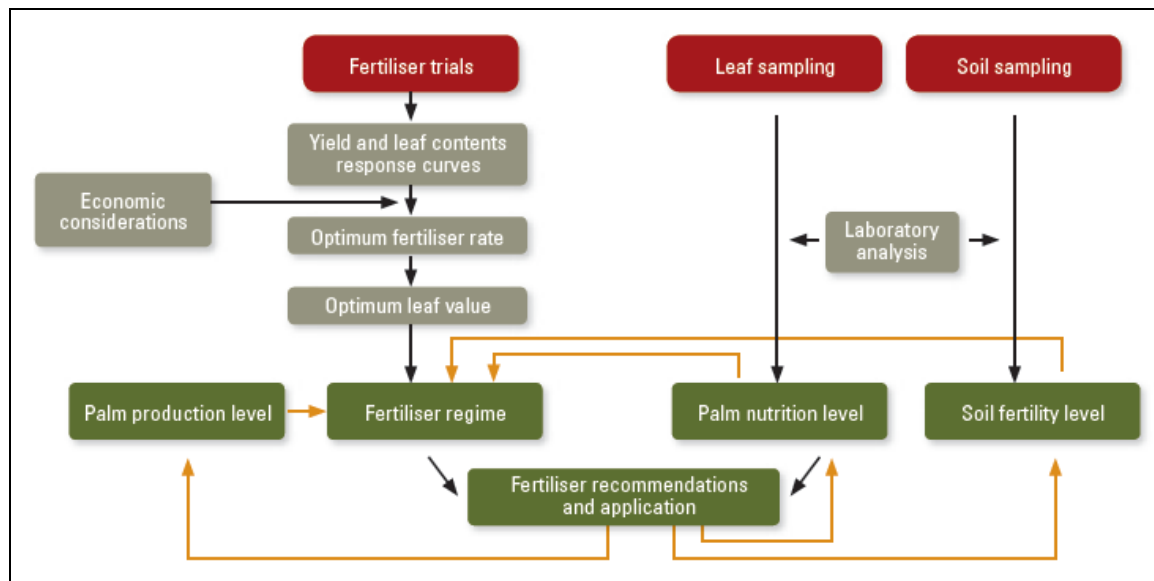 Fertiliser trials
Leaf sampling
Soil sampling
Yield and leaf contents
response curves
Economic
considerations
Optimum fertiliser rate
Laboratory
analysis
Optimum leaf value
Palm production level
Fertiliser regime
Palm nutrition level
Soil fertility level
Fertiliser recommendations
and application